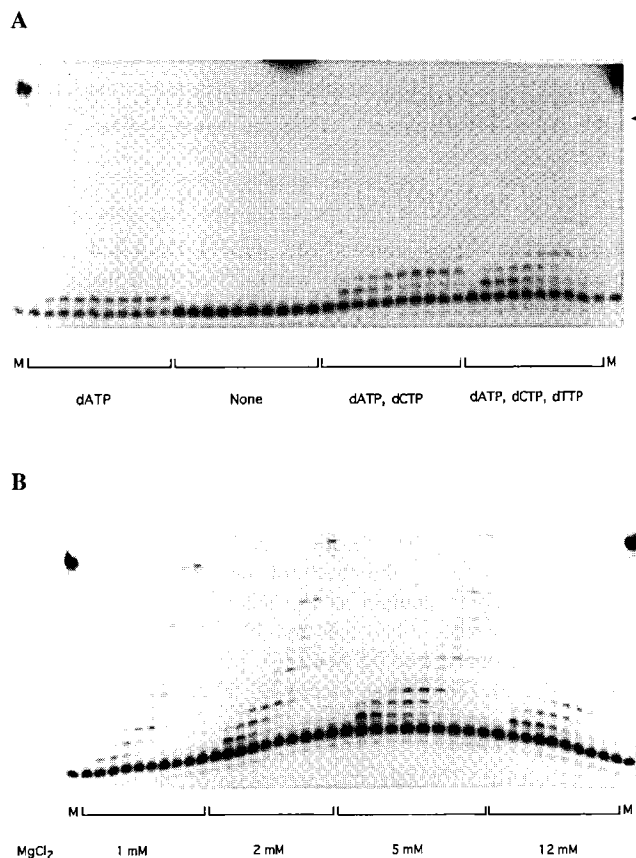 A
M dATP None dATP, dCTP dATP, dCTP, dTTP M
B
M M
MgCl2 1 mM 2 mM 5 mM 12 mM